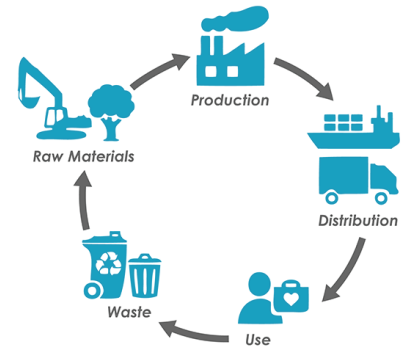 Production
Raw Materials
Distribution
Waste
Use